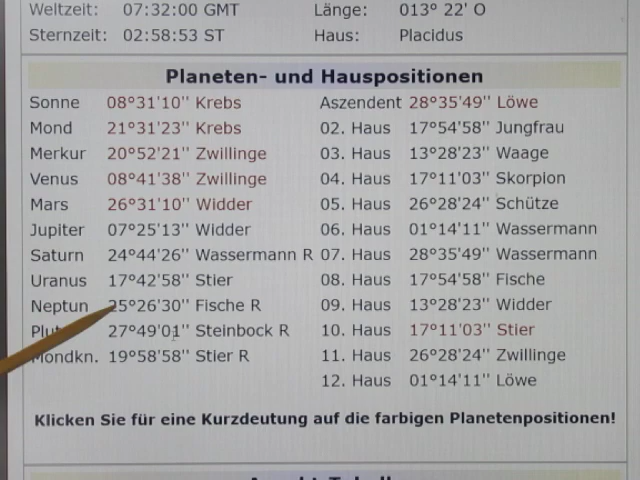 Weltzeit: 07:32:00 GMT Länge: 013° 22' O
Sternzeit: 02:58:53 ST Haus: Placidus
Planeten- und Hauspositionen
Sonne 08°31'10" Krebs Aszendent 28°35'49" Löwe
Mond 21°31'23" Krebs 02. Haus 17°54'58" Jungfrau
Merkur 20°52'21" Zwillinge 03. Haus 13°28'23" Waage
Venus 08°41'38" Zwillinge 04. Haus 17°11'03" Skorpion
Mars 26°31'10" Widder 05. Haus 26°28'24" Schütze
Jupiter 07°25'13" Widder 06. Haus 01°14'11" Wassermann
Saturn 24°44'26" Wassermann R 07. Haus 28°35'49" Wassermann
Uranus 17°42'58" Stier 08. Haus 17°54'58" Fische
Neptun 25°26'30" Fische R 09. Haus 13°28'23" Widder
27°49'01" Steinbock R 10. Haus 17°11'03" Stier
Mondkn. 19°58'58" Stier R 11. Haus 26°28'24" Zwillinge
12. Haus 01°14'11" Löwe
Klicken Sie für eine Kurzdeutung auf die farbigen Planetenpositionen!